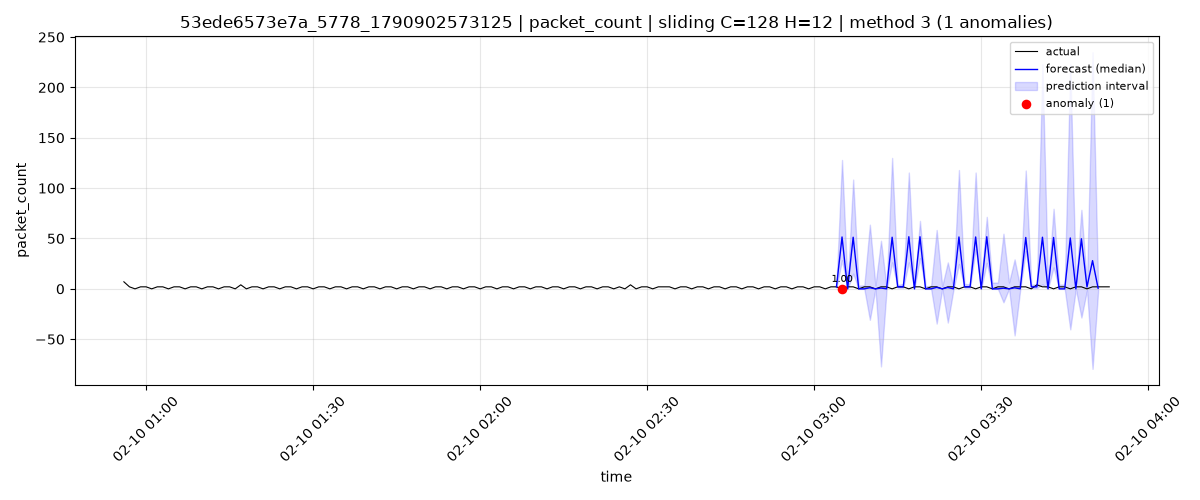 53ede6573e7a_5778_1790902573125 | packet_count | sliding C=128 H=12 | method 3 (1 anomalies)
250
200
150
100
50
0
−50
packet_count
actual
forecast (median)
prediction interval
anomaly (1)
1.00
02-10 01:00
02-10 01:30
02-10 02:00
02-10 02:30
02-10 03:00
02-10 03:30
02-10 04:00
time